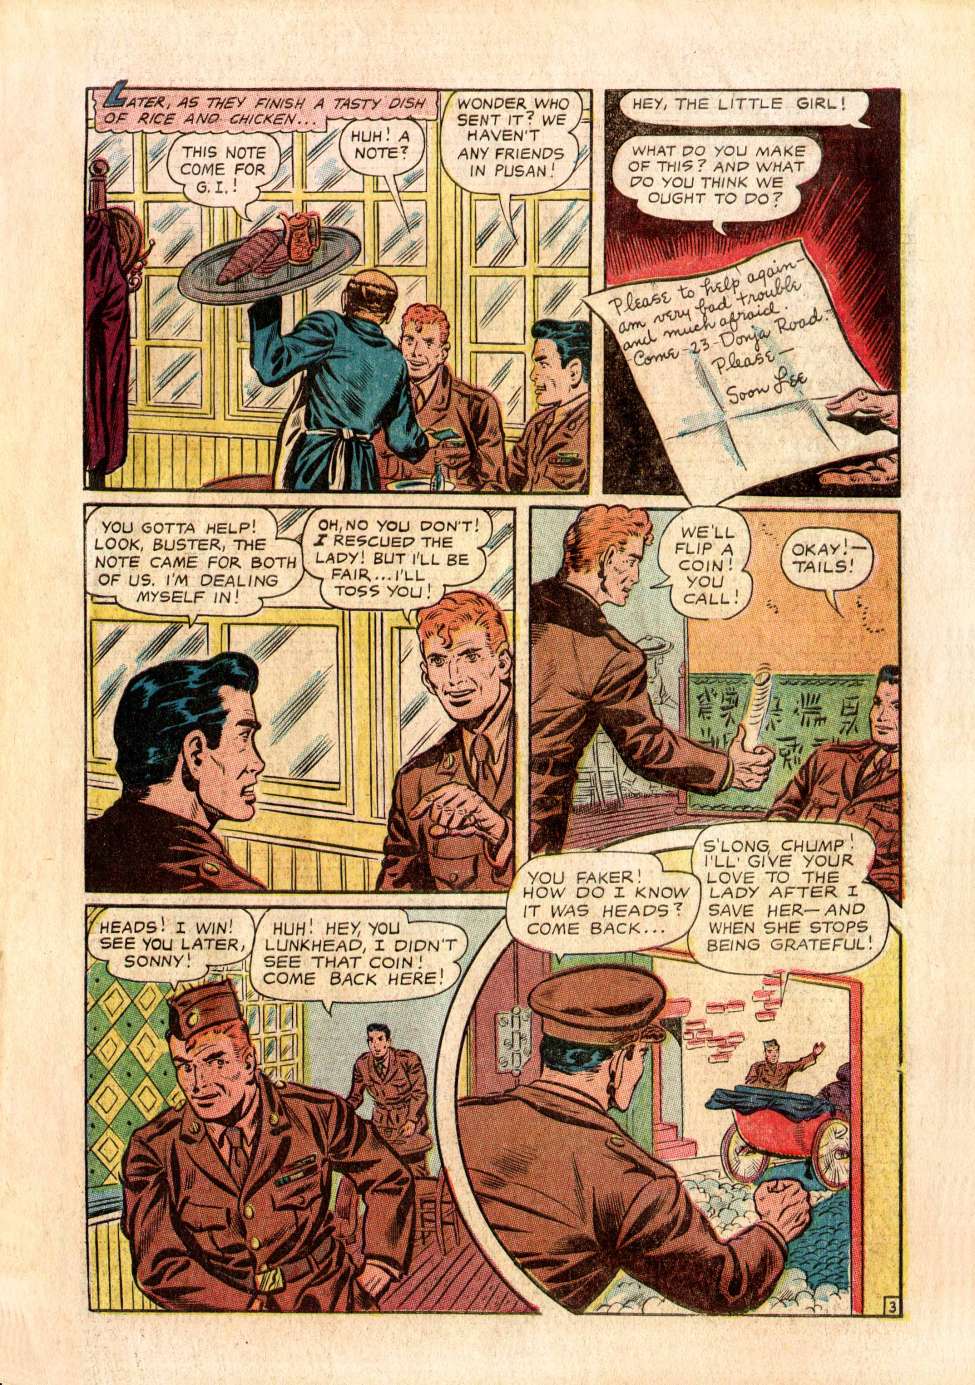 LATER, AS THEY FINISH A TASTY DISH
OF RICE AND CHICKEN...
THIS NOTE
COME FOR
G.I.!
HUH! A
NOTE?
WONDER WHO
SENT IT? WE
HAVEN'T
ANY FRIENDS
IN PUSAN!
HEY, THE LITTLE GIRL!
WHAT DO YOU MAKE
OF THIS? AND WHAT
DO YOU THINK WE
OUGHT TO DO?
Please to help again—
am very bad trouble
and much afraid.
Come-23-Donja Road.-
Please—
Soon Lee
YOU GOTTA HELP!
LOOK, BUSTER, THE
NOTE CAME FOR BOTH
OF US. I'M DEALING
MYSELF IN!
OH, NO YOU DON'T!
I RESCUED THE
LADY! BUT I'LL BE
FAIR...I'LL
TOSS YOU!
WE'LL
FLIP A
COIN!
YOU
CALL!
OKAY!—
TAILS!
HEADS! I WIN!
SEE YOU LATER,
SONNY!
HUH! HEY, YOU
LUNKHEAD, I DIDN'T
SEE THAT COIN!
COME BACK HERE!
YOU FAKER!
HOW DO I KNOW
IT WAS HEADS?
COME BACK...
S'LONG, CHUMP!
I'LL GIVE YOUR
LOVE TO THE
LADY AFTER I
SAVE HER—AND
WHEN SHE STOPS
BEING GRATEFUL!
3